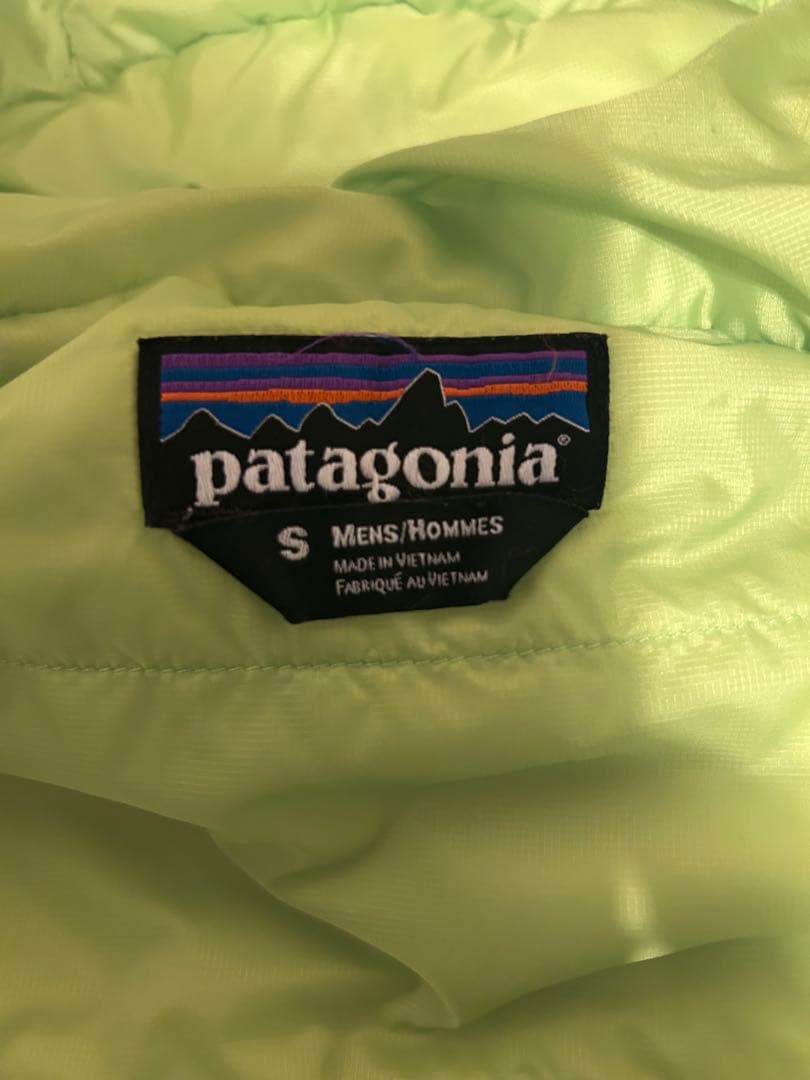 patagonia®
S MENS/HOMMES
MADE IN VIETNAM
FABRIQUÉ AU VIETNAM